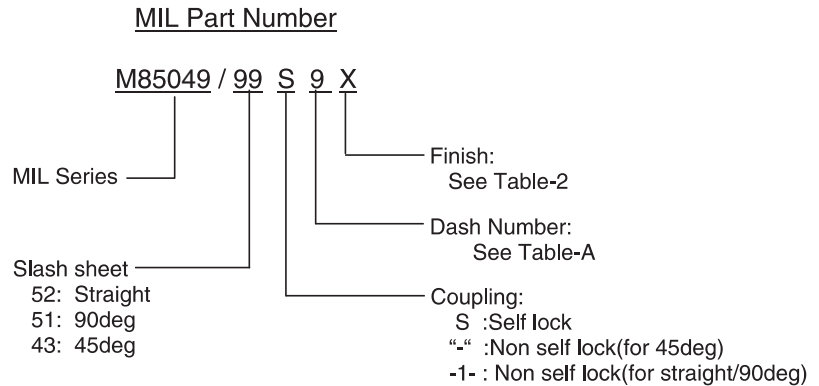 MIL Part Number
M85049 / 99 S 9 X
MIL Series
Finish:
See Table-2
Dash Number:
See Table-A
Slash sheet
52: Straight
51: 90deg
43: 45deg
Coupling:
S :Self lock
“-“ :Non self lock(for 45deg)
-1- : Non self lock(for straight/90deg)